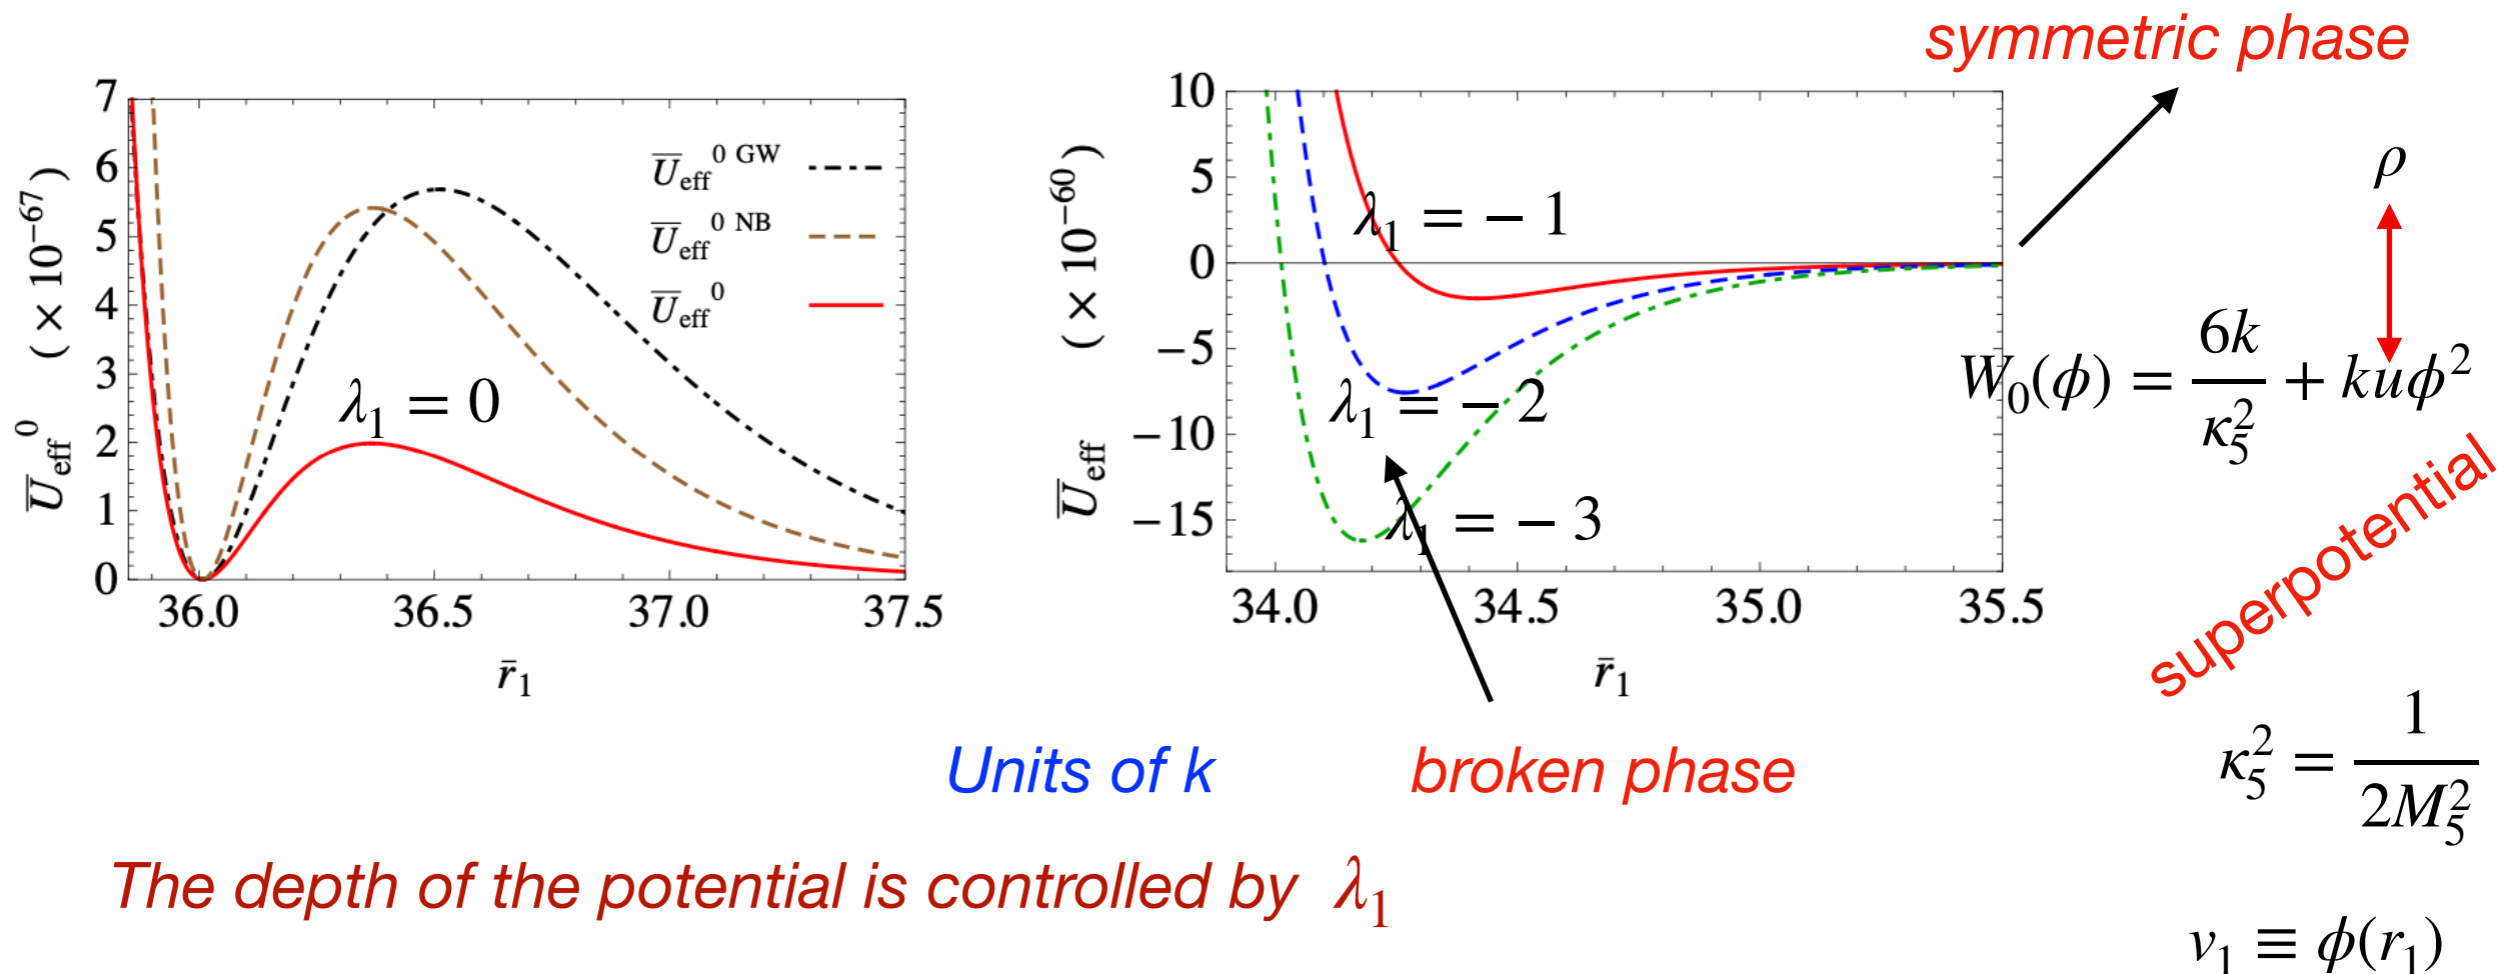 symmetric phase
7
6
5
4
3
2
1
0
Ū_eff^0 (×10^−67)
Ū_eff^0 GW
Ū_eff^0 NB
Ū_eff^0
λ₁ = 0
36.0 36.5 37.0 37.5
r̄₁
10
5
0
−5
−10
−15
Ū_eff (×10^−60)
λ₁ = − 1
λ₁ = − 2
λ₁ = − 3
34.0 34.5 35.0 35.5
r̄₁
ρ
W₀(ϕ) = 6k/κ₅² + kuϕ²
superpotential
κ₅² = 1/2M₅²
Units of k
broken phase
The depth of the potential is controlled by λ₁
v₁ ≡ ϕ(r₁)